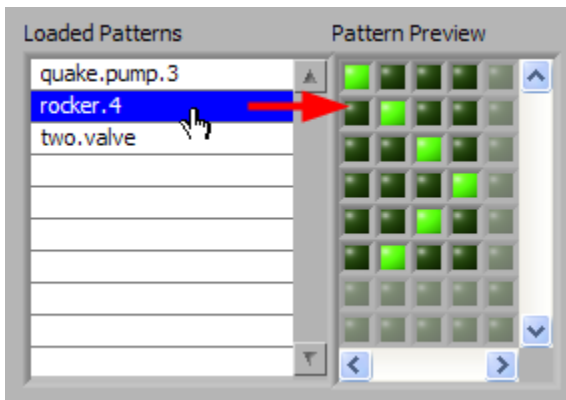 Loaded Patterns
Pattern Preview
quake.pump.3
rocker.4
two.valve